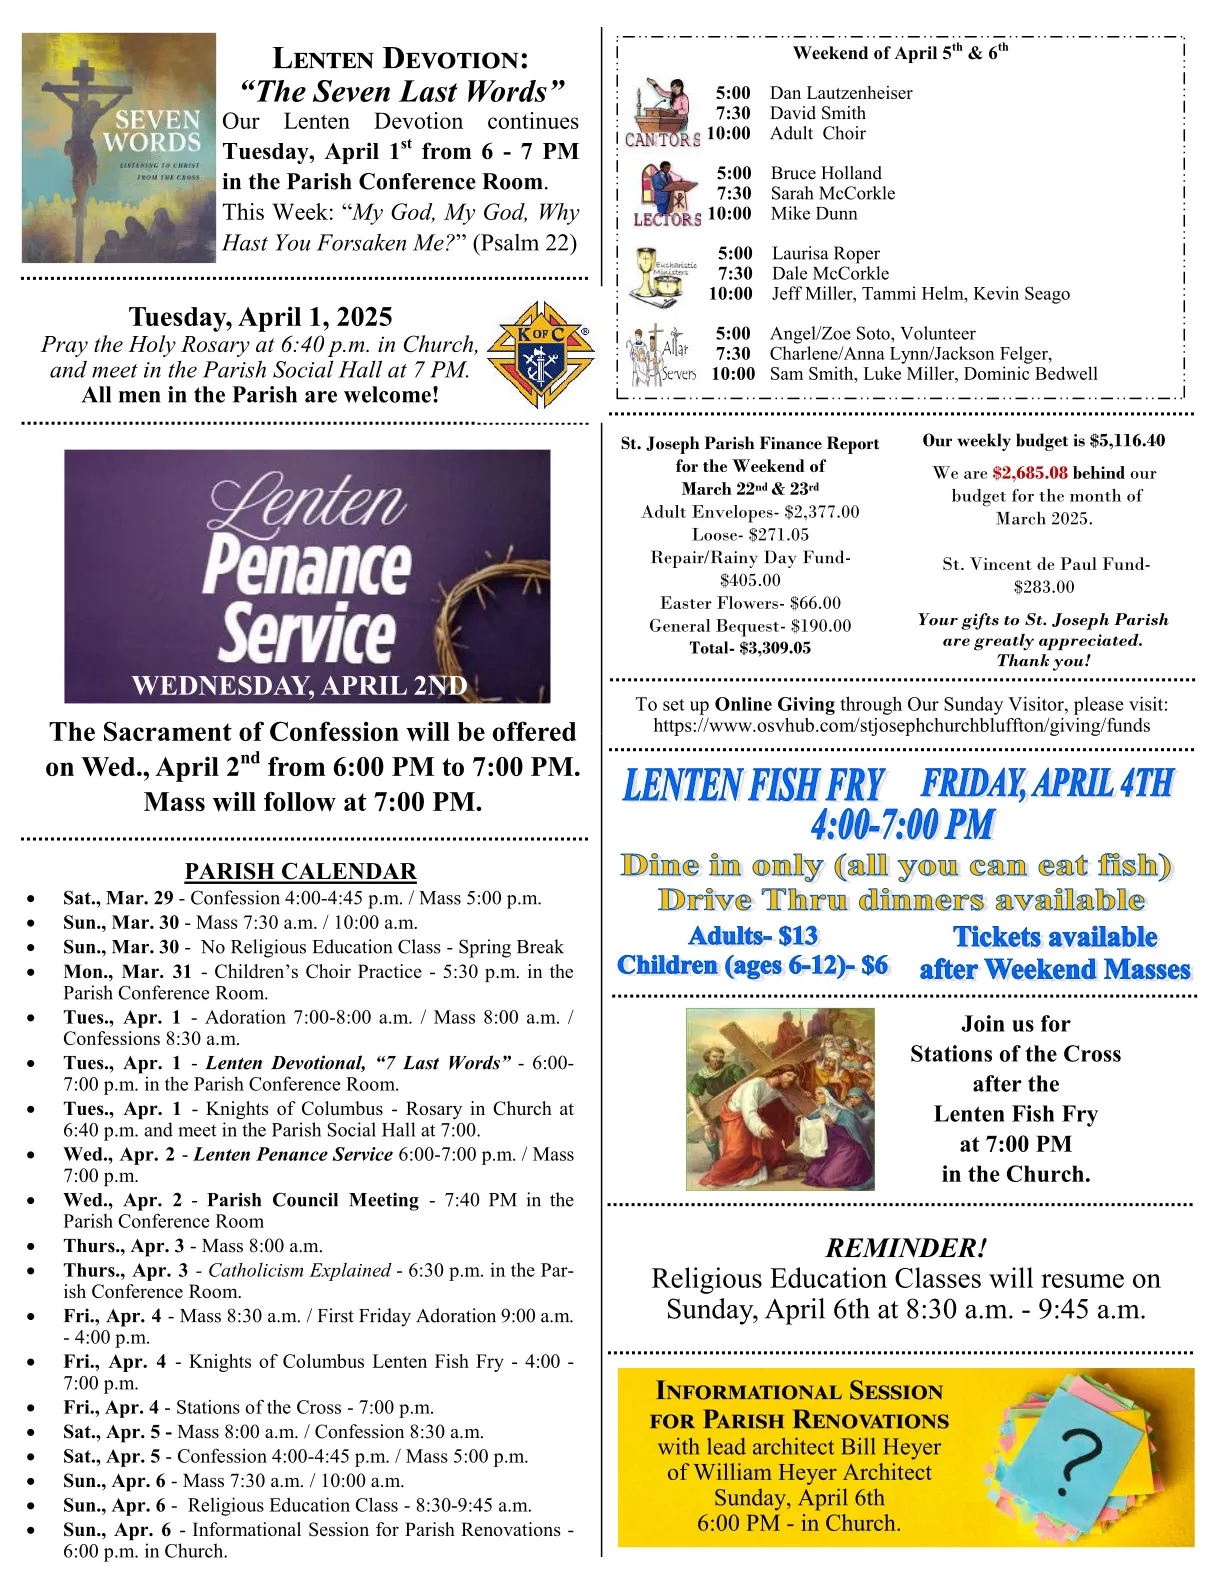 SEVEN
WORDS
LISTENING TO CHRIST
FROM THE CROSS
LENTEN DEVOTION:
“The Seven Last Words”
Our Lenten Devotion continues
Tuesday, April 1st from 6 - 7 PM
in the Parish Conference Room.
This Week: “My God, My God, Why
Hast You Forsaken Me?” (Psalm 22)
Tuesday, April 1, 2025
Pray the Holy Rosary at 6:40 p.m. in Church,
and meet in the Parish Social Hall at 7 PM.
All men in the Parish are welcome!
K OF C ®
Lenten
Penance
Service
WEDNESDAY, APRIL 2ND
The Sacrament of Confession will be offered
on Wed., April 2nd from 6:00 PM to 7:00 PM.
Mass will follow at 7:00 PM.
PARISH CALENDAR
• Sat., Mar. 29 - Confession 4:00-4:45 p.m. / Mass 5:00 p.m.
• Sun., Mar. 30 - Mass 7:30 a.m. / 10:00 a.m.
• Sun., Mar. 30 - No Religious Education Class - Spring Break
• Mon., Mar. 31 - Children’s Choir Practice - 5:30 p.m. in the
Parish Conference Room.
• Tues., Apr. 1 - Adoration 7:00-8:00 a.m. / Mass 8:00 a.m. /
Confessions 8:30 a.m.
• Tues., Apr. 1 - Lenten Devotional, “7 Last Words” - 6:00-
7:00 p.m. in the Parish Conference Room.
• Tues., Apr. 1 - Knights of Columbus - Rosary in Church at
6:40 p.m. and meet in the Parish Social Hall at 7:00.
• Wed., Apr. 2 - Lenten Penance Service 6:00-7:00 p.m. / Mass
7:00 p.m.
• Wed., Apr. 2 - Parish Council Meeting - 7:40 PM in the
Parish Conference Room
• Thurs., Apr. 3 - Mass 8:00 a.m.
• Thurs., Apr. 3 - Catholicism Explained - 6:30 p.m. in the Par-
ish Conference Room.
• Fri., Apr. 4 - Mass 8:30 a.m. / First Friday Adoration 9:00 a.m.
- 4:00 p.m.
• Fri., Apr. 4 - Knights of Columbus Lenten Fish Fry - 4:00 -
7:00 p.m.
• Fri., Apr. 4 - Stations of the Cross - 7:00 p.m.
• Sat., Apr. 5 - Mass 8:00 a.m. / Confession 8:30 a.m.
• Sat., Apr. 5 - Confession 4:00-4:45 p.m. / Mass 5:00 p.m.
• Sun., Apr. 6 - Mass 7:30 a.m. / 10:00 a.m.
• Sun., Apr. 6 - Religious Education Class - 8:30-9:45 a.m.
• Sun., Apr. 6 - Informational Session for Parish Renovations -
6:00 p.m. in Church.
Weekend of April 5th & 6th
CANTORS
5:00 Dan Lautzenheiser
7:30 David Smith
10:00 Adult Choir
LECTORS
5:00 Bruce Holland
7:30 Sarah McCorkle
10:00 Mike Dunn
Eucharistic
Ministers
5:00 Laurisa Roper
7:30 Dale McCorkle
10:00 Jeff Miller, Tammi Helm, Kevin Seago
Altar
Servers
5:00 Angel/Zoe Soto, Volunteer
7:30 Charlene/Anna Lynn/Jackson Felger,
10:00 Sam Smith, Luke Miller, Dominic Bedwell
St. Joseph Parish Finance Report
for the Weekend of
March 22nd & 23rd
Adult Envelopes- $2,377.00
Loose- $271.05
Repair/Rainy Day Fund-
$405.00
Easter Flowers- $66.00
General Bequest- $190.00
Total- $3,309.05
Our weekly budget is $5,116.40
We are $2,685.08 behind our
budget for the month of
March 2025.
St. Vincent de Paul Fund-
$283.00
Your gifts to St. Joseph Parish
are greatly appreciated.
Thank you!
To set up Online Giving through Our Sunday Visitor, please visit:
https://www.osvhub.com/stjosephchurchbluffton/giving/funds
LENTEN FISH FRY FRIDAY, APRIL 4TH
4:00-7:00 PM
Dine in only (all you can eat fish)
Drive Thru dinners available
Adults- $13
Children (ages 6-12)- $6
Tickets available
after Weekend Masses
Join us for
Stations of the Cross
after the
Lenten Fish Fry
at 7:00 PM
in the Church.
REMINDER!
Religious Education Classes will resume on
Sunday, April 6th at 8:30 a.m. - 9:45 a.m.
INFORMATIONAL SESSION
FOR PARISH RENOVATIONS
with lead architect Bill Heyer
of William Heyer Architect
Sunday, April 6th
6:00 PM - in Church.
?